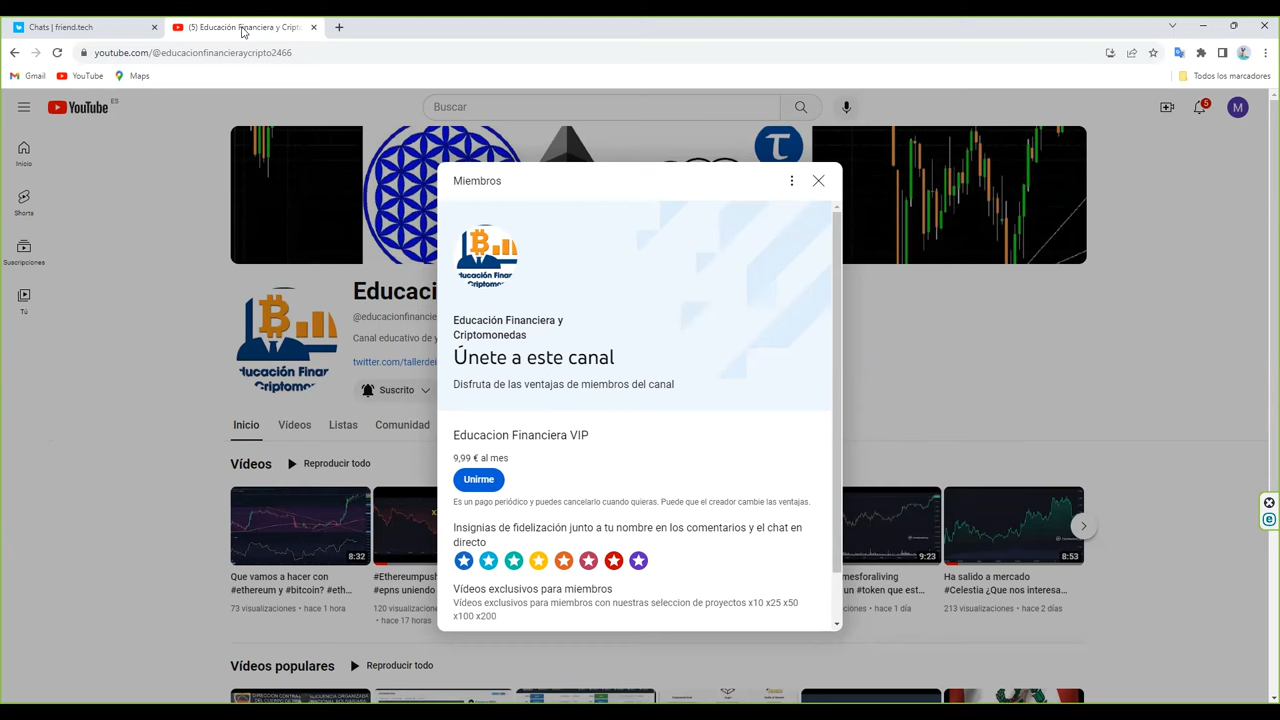 Chats | friend.tech
(5) Educación Financiera y Cripto
youtube.com/@educacionfinancieraycripto2466
Gmail
YouTube
Maps
Todos los marcadores
YouTube ES
Buscar
5
M
Inicio
Shorts
Suscripciones
Tú
Educaci
@educacionfinancie
Canal educativo de y
twitter.com/tallerdei
Suscrito
Inicio
Vídeos
Listas
Comunidad
Miembros
ducación Finan
Criptomone
Educación Financiera y
Criptomonedas
Únete a este canal
Disfruta de las ventajas de miembros del canal
Educacion Financiera VIP
9,99 € al mes
Unirme
Es un pago periódico y puedes cancelarlo cuando quieras. Puede que el creador cambie las ventajas.
Insignias de fidelización junto a tu nombre en los comentarios y el chat en
directo
Vídeos exclusivos para miembros
Vídeos exclusivos para miembros con nuestras seleccion de proyectos x10 x25 x50
x100 x200
Vídeos
Reproducir todo
8:32
9:23
8:53
Que vamos a hacer con
#ethereum y #bitcoin? #eth...
73 visualizaciones • hace 1 hora
#Ethereumpush
epns uniendo
120 visualizacione
• hace 17 horas
mesforaliving
un #token que est...
• hace 1 día
Ha salido a mercado
#Celestia ¿Que nos interesa...
213 visualizaciones • hace 2 días
Vídeos populares
Reproducir todo